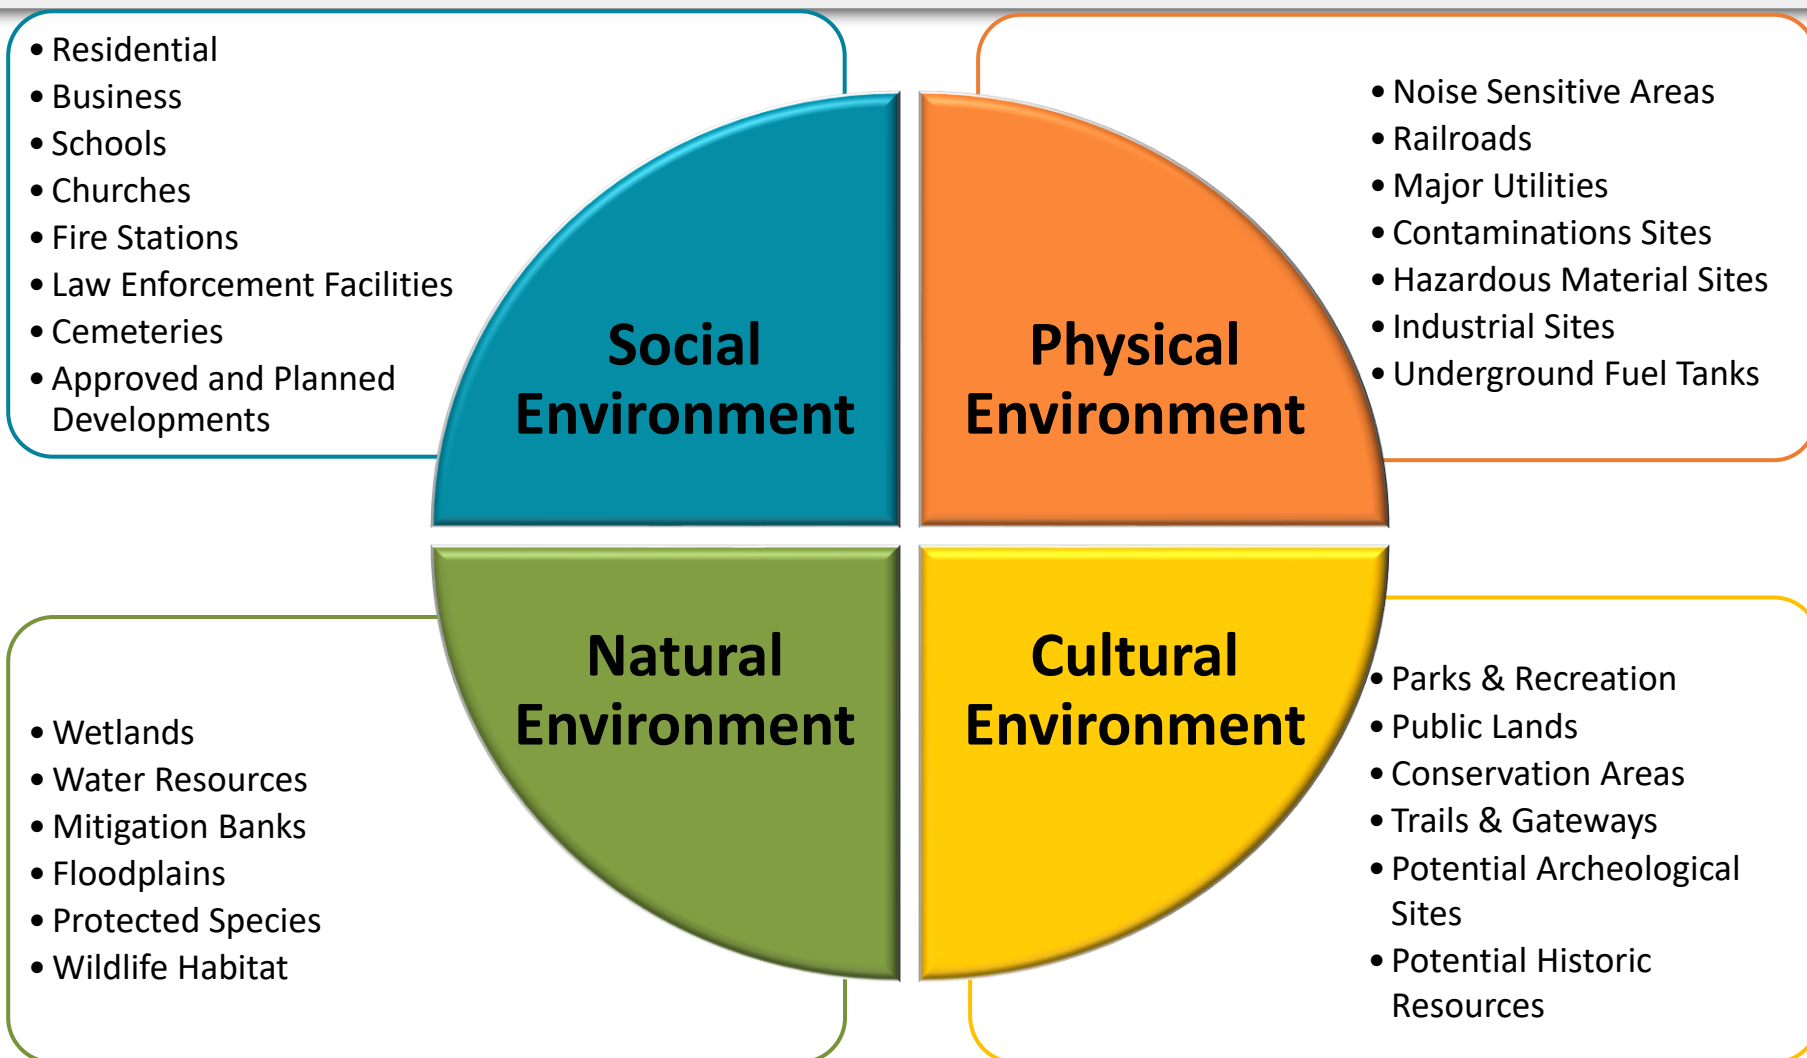 • Residential
• Business
• Schools
• Churches
• Fire Stations
• Law Enforcement Facilities
• Cemeteries
• Approved and Planned
Developments
Social
Environment
Physical
Environment
• Noise Sensitive Areas
• Railroads
• Major Utilities
• Contaminations Sites
• Hazardous Material Sites
• Industrial Sites
• Underground Fuel Tanks
• Wetlands
• Water Resources
• Mitigation Banks
• Floodplains
• Protected Species
• Wildlife Habitat
Natural
Environment
Cultural
Environment
• Parks & Recreation
• Public Lands
• Conservation Areas
• Trails & Gateways
• Potential Archeological
Sites
• Potential Historic
Resources